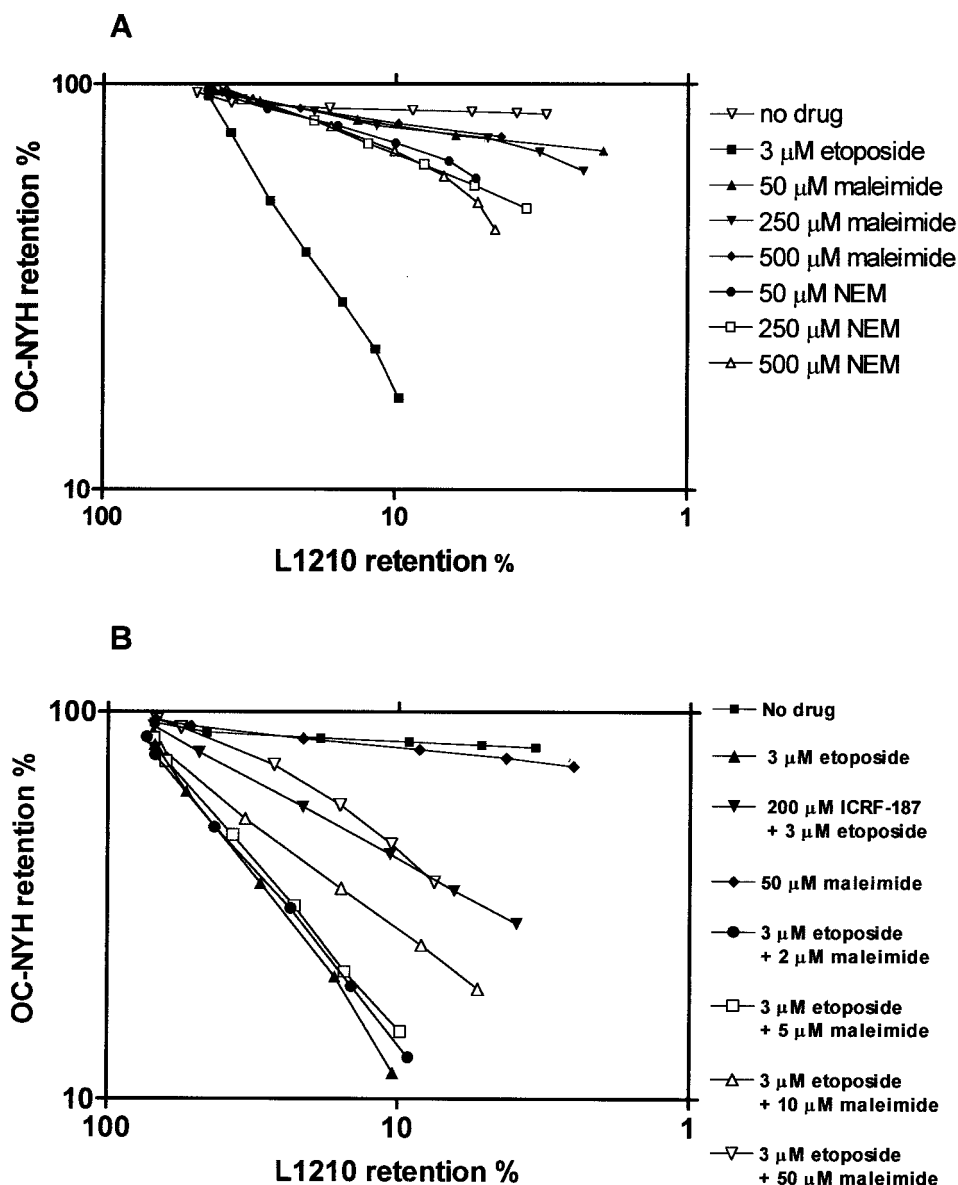 A
100
10
100
10
1
OC-NYH retention %
L1210 retention %
no drug
3 μM etoposide
50 μM maleimide
250 μM maleimide
500 μM maleimide
50 μM NEM
250 μM NEM
500 μM NEM
B
100
10
100
10
1
OC-NYH retention %
L1210 retention %
No drug
3 μM etoposide
200 μM ICRF-187
+ 3 μM etoposide
50 μM maleimide
3 μM etoposide
+ 2 μM maleimide
3 μM etoposide
+ 5 μM maleimide
3 μM etoposide
+ 10 μM maleimide
3 μM etoposide
+ 50 μM maleimide